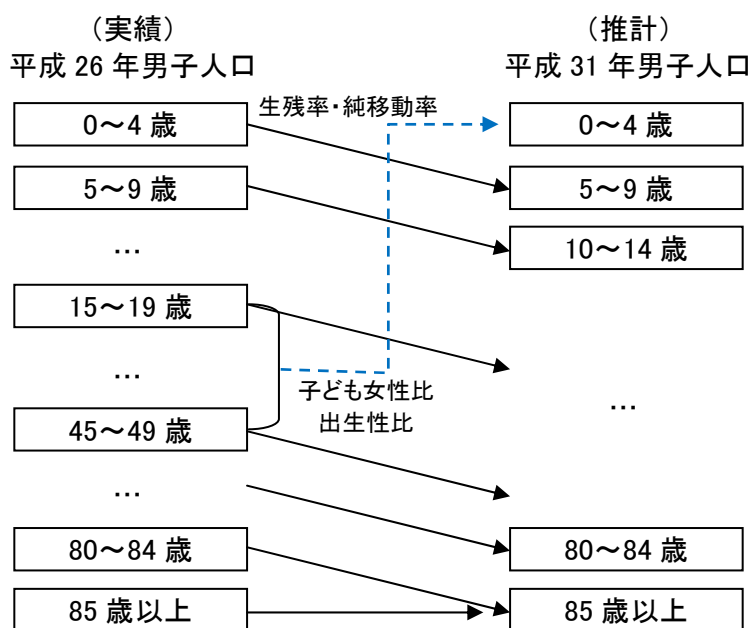 （実績）
平成 26 年男子人口
（推計）
平成 31 年男子人口
0～4 歳
生残率・純移動率
0～4 歳
5～9 歳
5～9 歳
…
10～14 歳
15～19 歳
…
子ども女性比
出生性比
…
45～49 歳
…
80～84 歳
80～84 歳
85 歳以上
85 歳以上